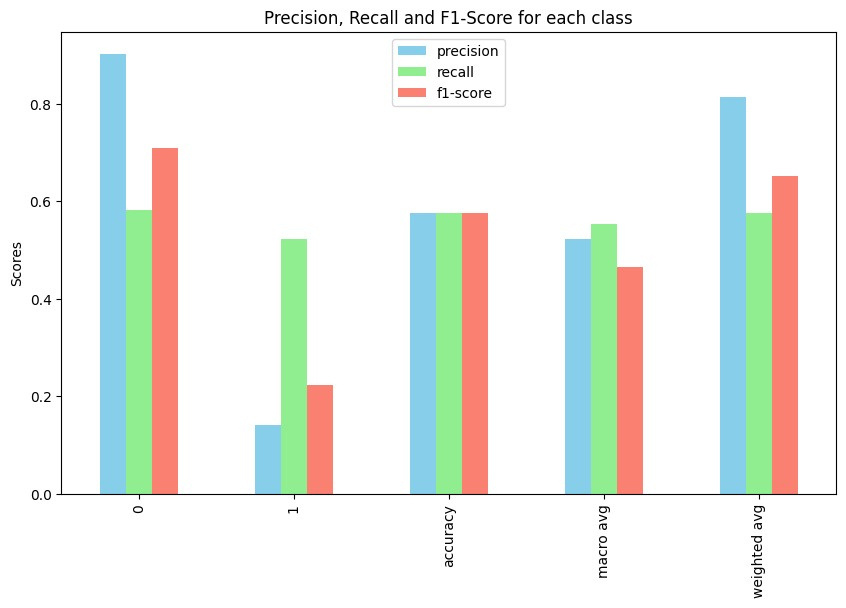 Precision, Recall and F1-Score for each class
precision
recall
f1-score
Scores
0.8
0.6
0.4
0.2
0.0
0
1
accuracy
macro avg
weighted avg